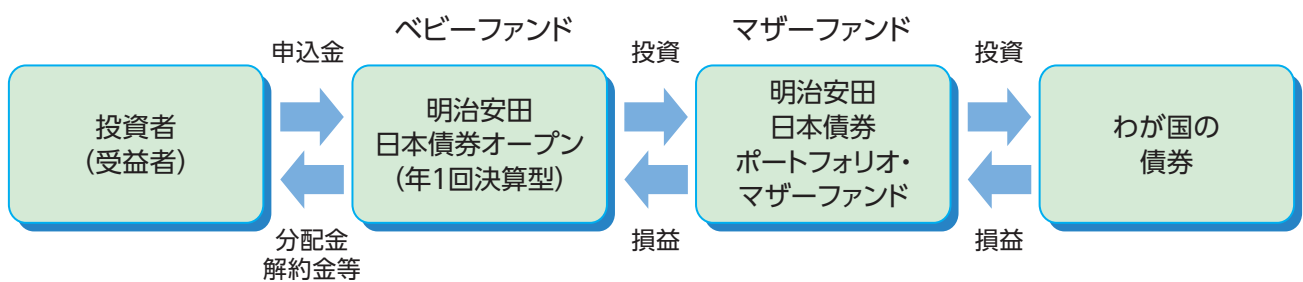 ベビーファンド
マザーファンド
申込金
投資
投資
投資者
(受益者)
明治安田
日本債券オープン
(年1回決算型)
明治安田
日本債券
ポートフォリオ・
マザーファンド
わが国の
債券
分配金
解約金等
損益
損益